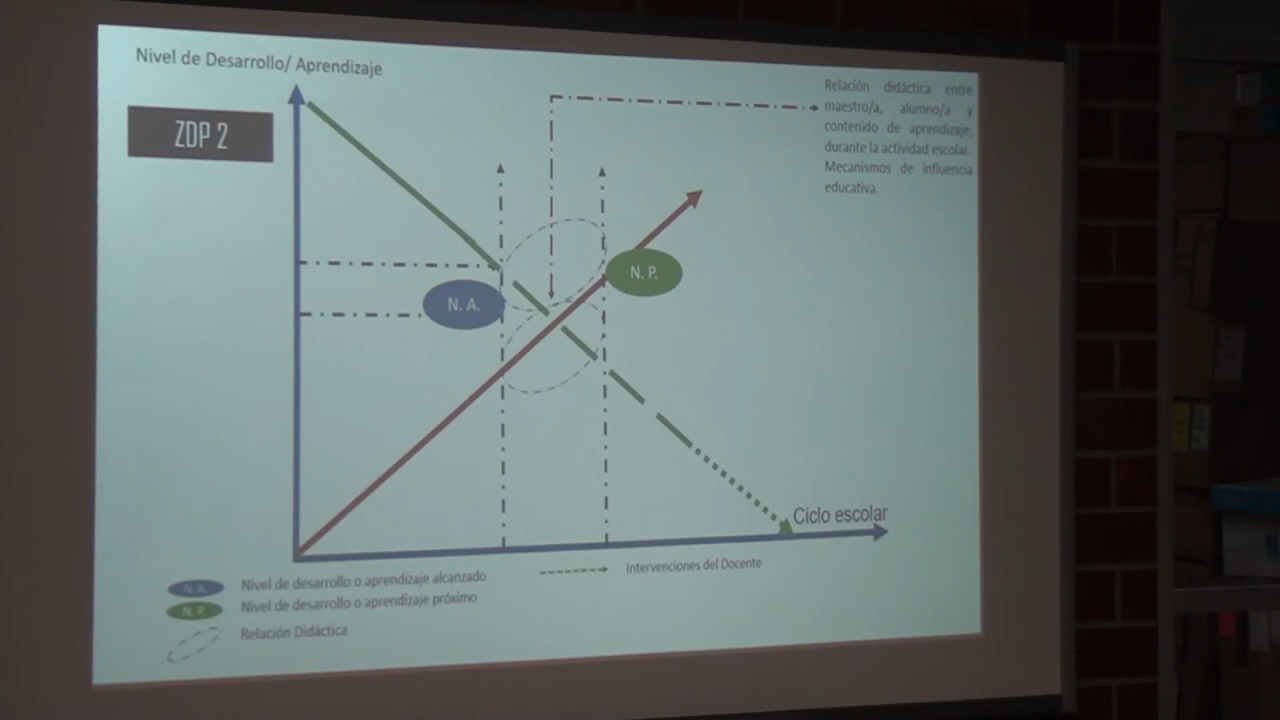 Nivel de Desarrollo/ Aprendizaje
ZDP 2
Relación didáctica entre
maestro/a, alumno/a y
contenido de aprendizaje,
durante la actividad escolar.
Mecanismos de influencia
educativa.
N. P.
N. A.
Ciclo escolar
N. A. Nivel de desarrollo o aprendizaje alcanzado
Intervenciones del Docente
N. P. Nivel de desarrollo o aprendizaje próximo
Relación Didáctica